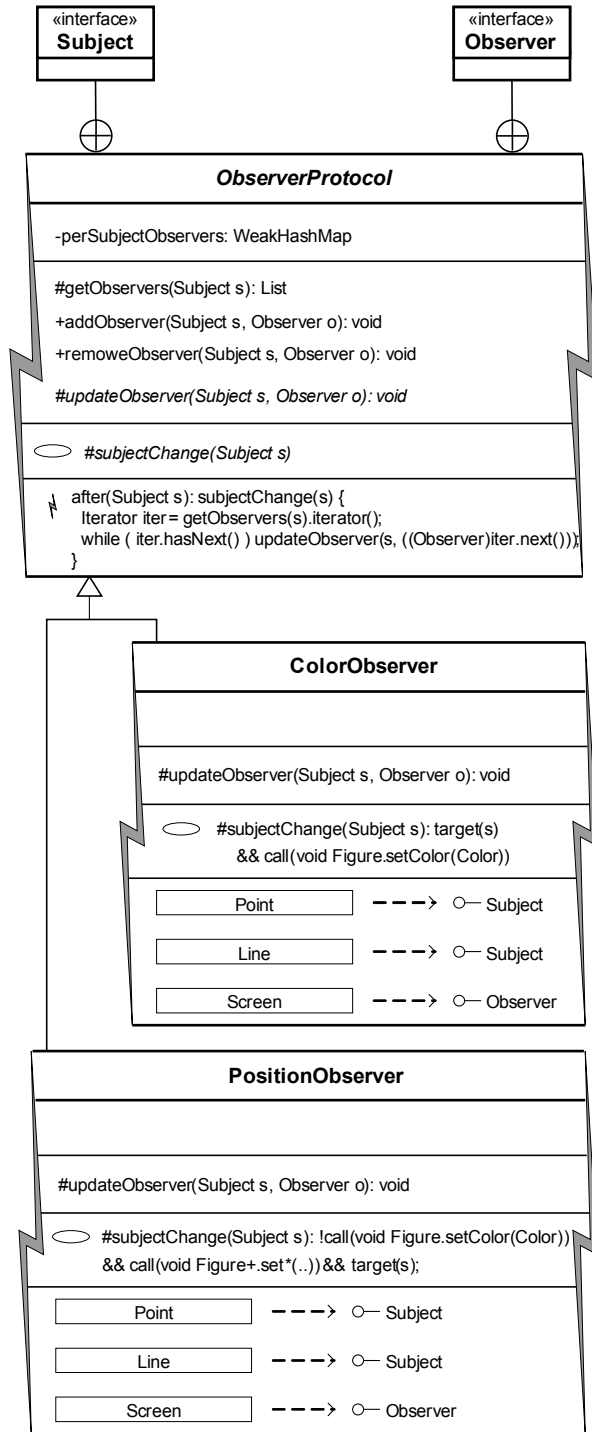 «interface»
Subject
«interface»
Observer
ObserverProtocol
-perSubjectObservers: WeakHashMap
#getObservers(Subject s): List
+addObserver(Subject s, Observer o): void
+remoweObserver(Subject s, Observer o): void
#updateObserver(Subject s, Observer o): void
#subjectChange(Subject s)
after(Subject s): subjectChange(s) {
Iterator iter = getObservers(s).iterator();
while ( iter.hasNext() ) updateObserver(s, ((Observer)iter.next()));
}
ColorObserver
#updateObserver(Subject s, Observer o): void
#subjectChange(Subject s): target(s)
&& call(void Figure.setColor(Color))
Point Subject
Line Subject
Screen Observer
PositionObserver
#updateObserver(Subject s, Observer o): void
#subjectChange(Subject s): !call(void Figure.setColor(Color))
&& call(void Figure+.set*(..)) && target(s);
Point Subject
Line Subject
Screen Observer